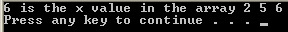 6 is the x value in the array 2 5 6
Press any key to continue . . .